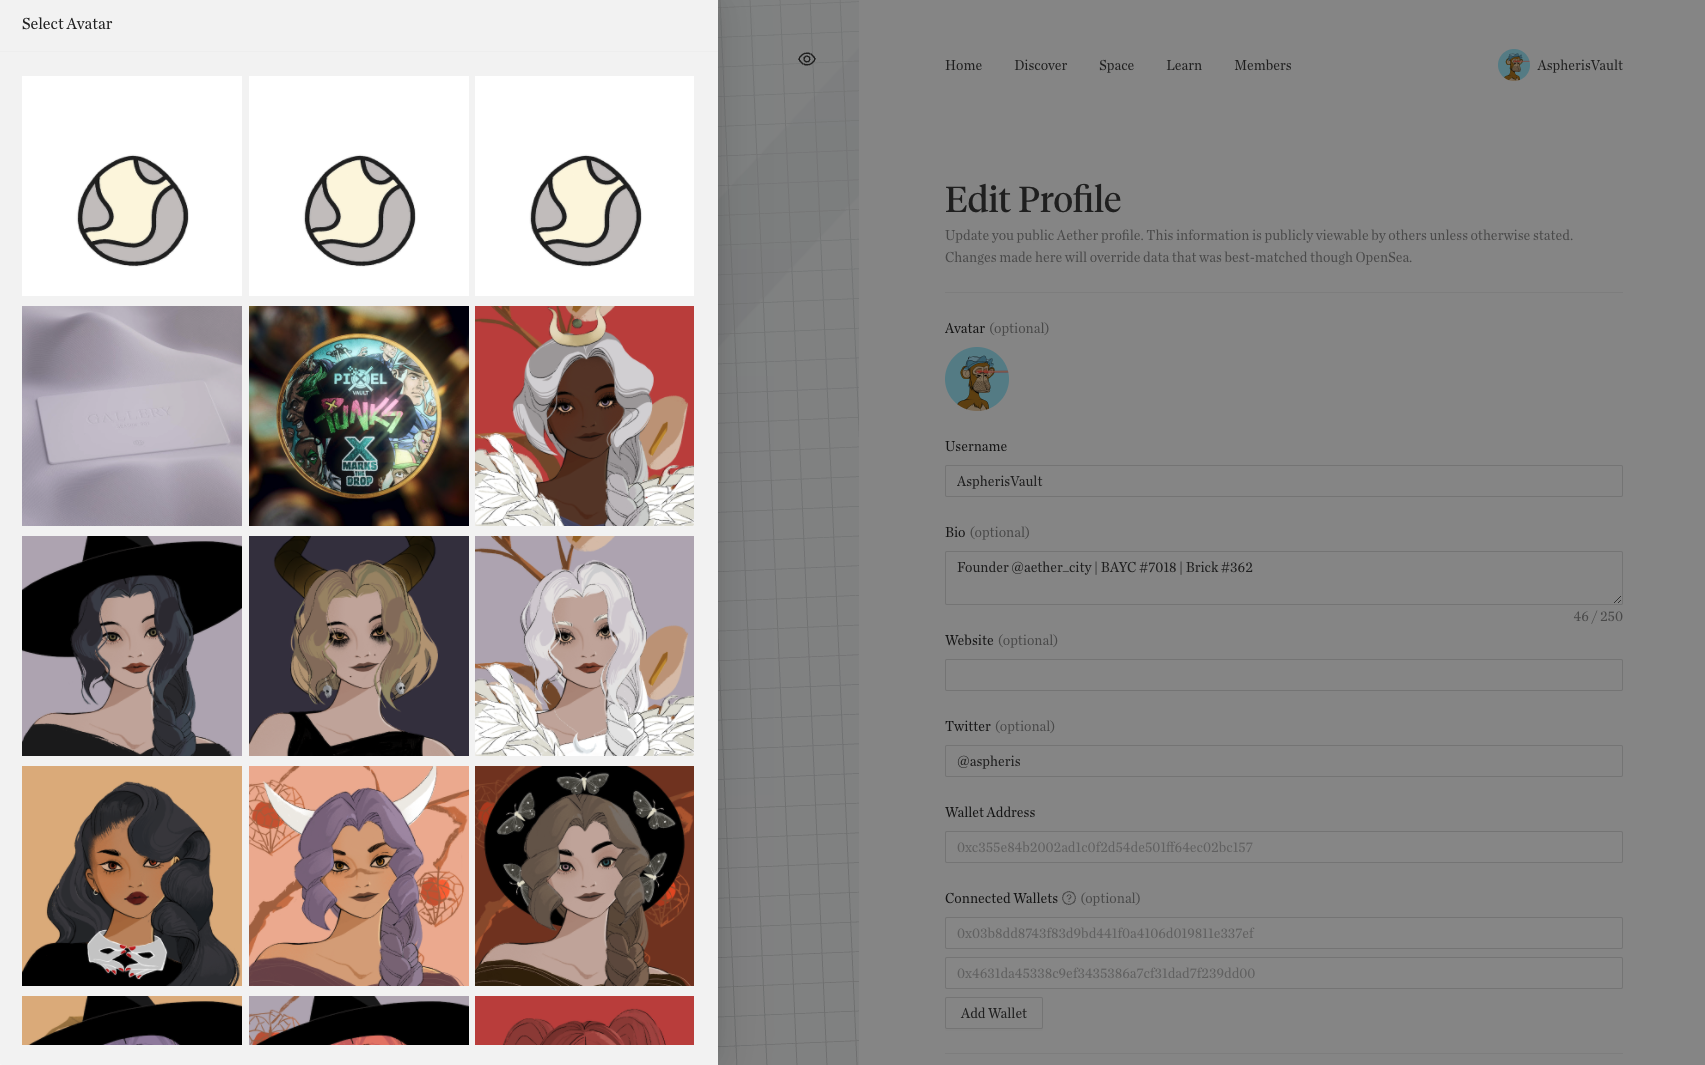 Select Avatar
GALLERY
PIXEL
VAULT
PUNKS
X
MARKS
THE
DROP
Home Discover Space Learn Members AspherisVault
Edit Profile
Update you public Aether profile. This information is publicly viewable by others unless otherwise stated.
Changes made here will override data that was best-matched though OpenSea.
Avatar (optional)
Username
AspherisVault
Bio (optional)
Founder @aether_city | BAYC #7018 | Brick #362
46 / 250
Website (optional)
Twitter (optional)
@aspheris
Wallet Address
0xc355e84b2002ad1c0f2d54de501ff64ec02bc157
Connected Wallets ? (optional)
0x03b8dd8743f83d9bd441f0a4106d019811e337ef
0x4631da45338c9ef3435386a7cf31dad7f239dd00
Add Wallet